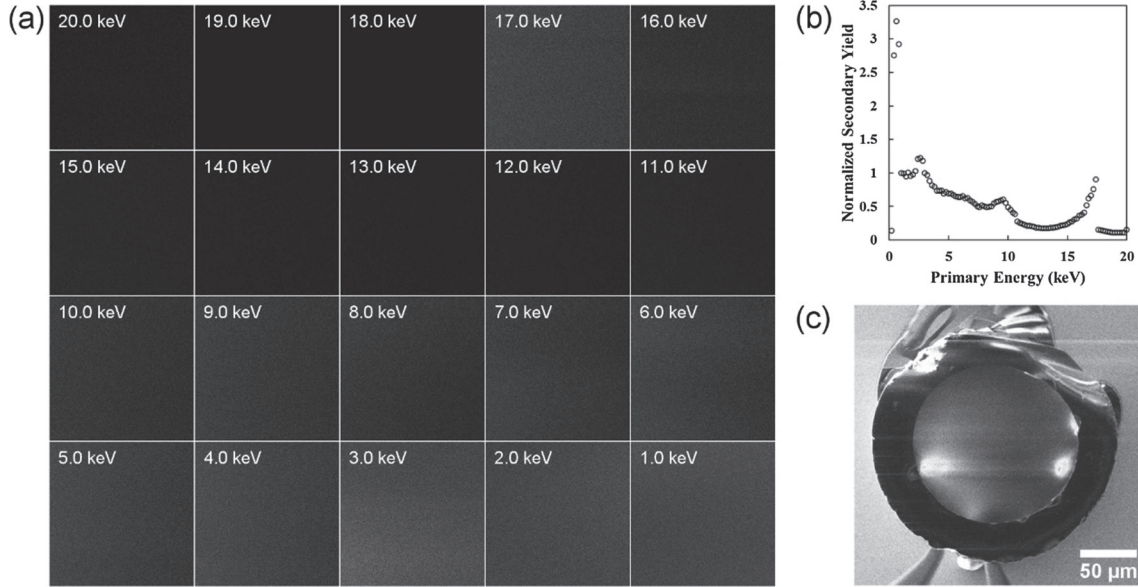 (a)
20.0 keV 19.0 keV 18.0 keV 17.0 keV 16.0 keV
15.0 keV 14.0 keV 13.0 keV 12.0 keV 11.0 keV
10.0 keV 9.0 keV 8.0 keV 7.0 keV 6.0 keV
5.0 keV 4.0 keV 3.0 keV 2.0 keV 1.0 keV
(b)
Normalized Secondary Yield
3.5
3
2.5
2
1.5
1
0.5
0
0 5 10 15 20
Primary Energy (keV)
(c)
50 µm